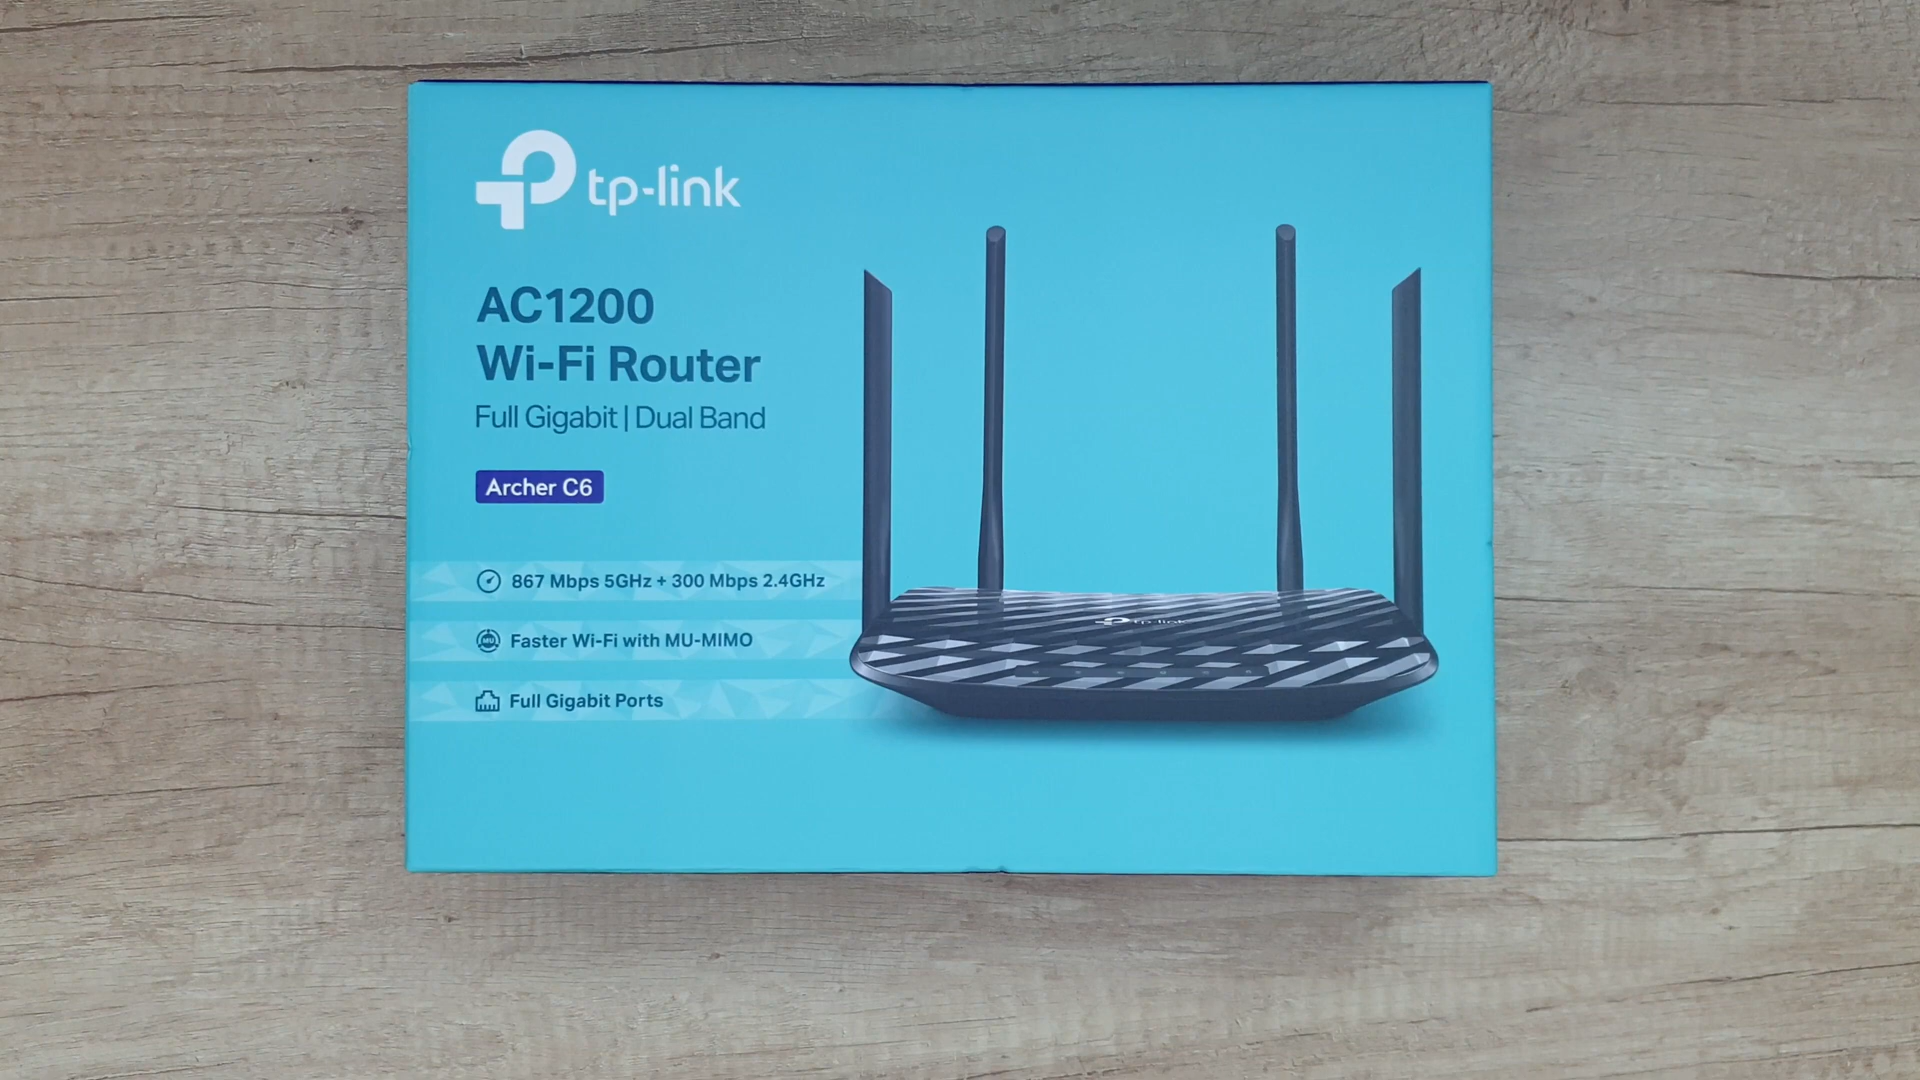 tp-link
AC1200
Wi-Fi Router
Full Gigabit | Dual Band
Archer C6
867 Mbps 5GHz + 300 Mbps 2.4GHz
MU
Faster Wi-Fi with MU-MIMO
Full Gigabit Ports
tp-link